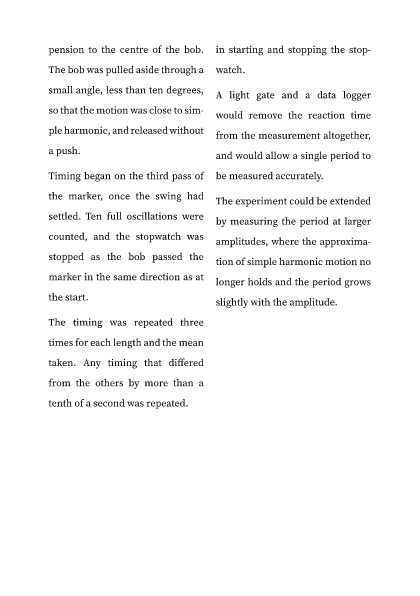 pension to the centre of the bob.
The bob was pulled aside through a
small angle, less than ten degrees,
so that the motion was close to sim-
ple harmonic, and released without
a push.
Timing began on the third pass of
the marker, once the swing had
settled. Ten full oscillations were
counted, and the stopwatch was
stopped as the bob passed the
marker in the same direction as at
the start.
The timing was repeated three
times for each length and the mean
taken. Any timing that differed
from the others by more than a
tenth of a second was repeated.
in starting and stopping the stop-
watch.
A light gate and a data logger
would remove the reaction time
from the measurement altogether,
and would allow a single period to
be measured accurately.
The experiment could be extended
by measuring the period at larger
amplitudes, where the approxima-
tion of simple harmonic motion no
longer holds and the period grows
slightly with the amplitude.